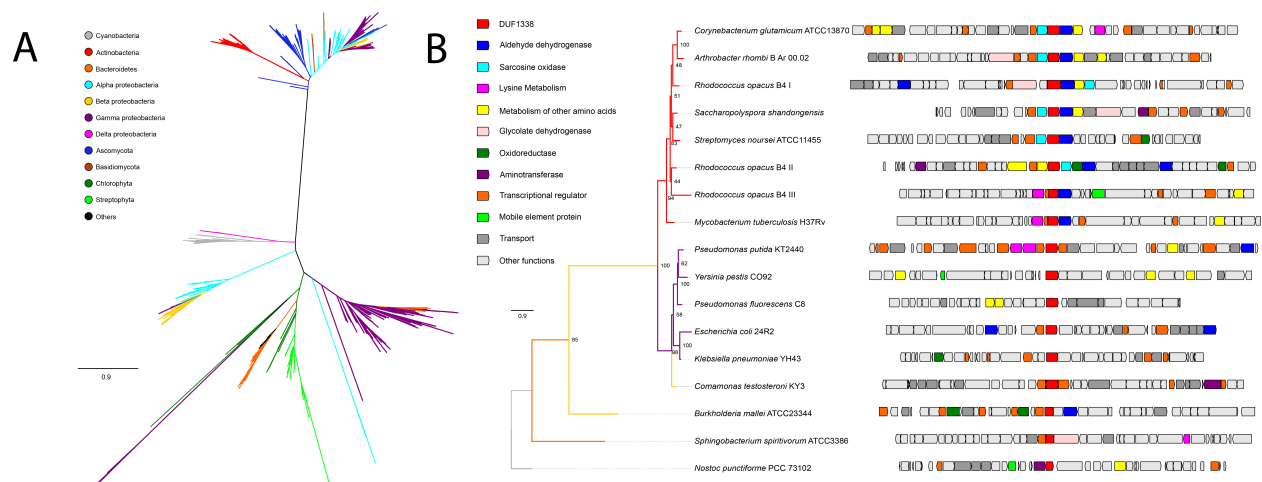 A
Cyanobacteria
Actinobacteria
Bacteroidetes
Alpha proteobacteria
Beta proteobacteria
Gamma proteobacteria
Delta proteobacteria
Ascomycota
Basidiomycota
Chlorophyta
Streptophyta
Others
0.9
B
DUF1338
Aldehyde dehydrogenase
Sarcosine oxidase
Lysine Metabolism
Metabolism of other amino acids
Glycolate dehydrogenase
Oxidoreductase
Aminotransferase
Transcriptional regulator
Mobile element protein
Transport
Other functions
0.9
Corynebacterium glutamicum ATCC13870
100
Arthrobacter rhombi B Ar 00.02
48
Rhodococcus opacus B4 I
51
Saccharopolyspora shandongensis
47
Streptomyces noursei ATCC11455
83
Rhodococcus opacus B4 II
44
Rhodococcus opacus B4 III
94
Mycobacterium tuberculosis H37Rv
Pseudomonas putida KT2440
62
100
Yersinia pestis CO92
100
Pseudomonas fluorescens C8
58
Escherichia coli 24R2
95
100
98
Klebsiella pneumoniae YH43
Comamonas testosteroni KY3
Burkholderia mallei ATCC23344
Sphingobacterium spiritivorum ATCC3386
Nostoc punctiforme PCC 73102